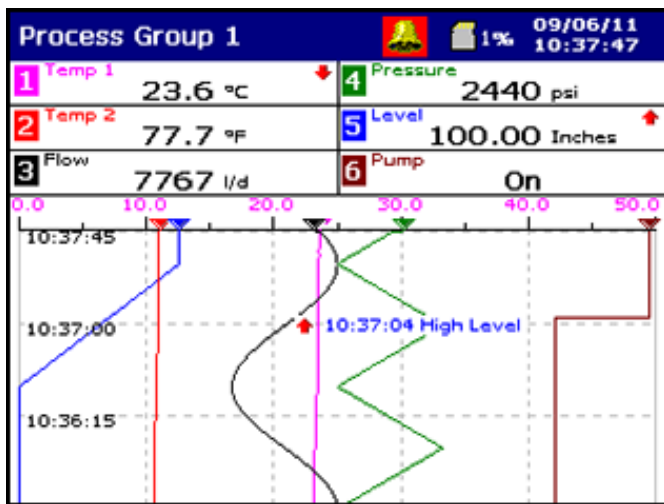 Process Group 1 1% 09/06/11
10:37:47
1 Temp 1 23.6 °C
4 Pressure 2440 psi
2 Temp 2 77.7 °F
5 Level 100.00 Inches
3 Flow 7767 l/d
6 Pump On
0.0 10.0 20.0 30.0 40.0 50.0
10:37:45
10:37:00
10:37:04 High Level
10:36:15